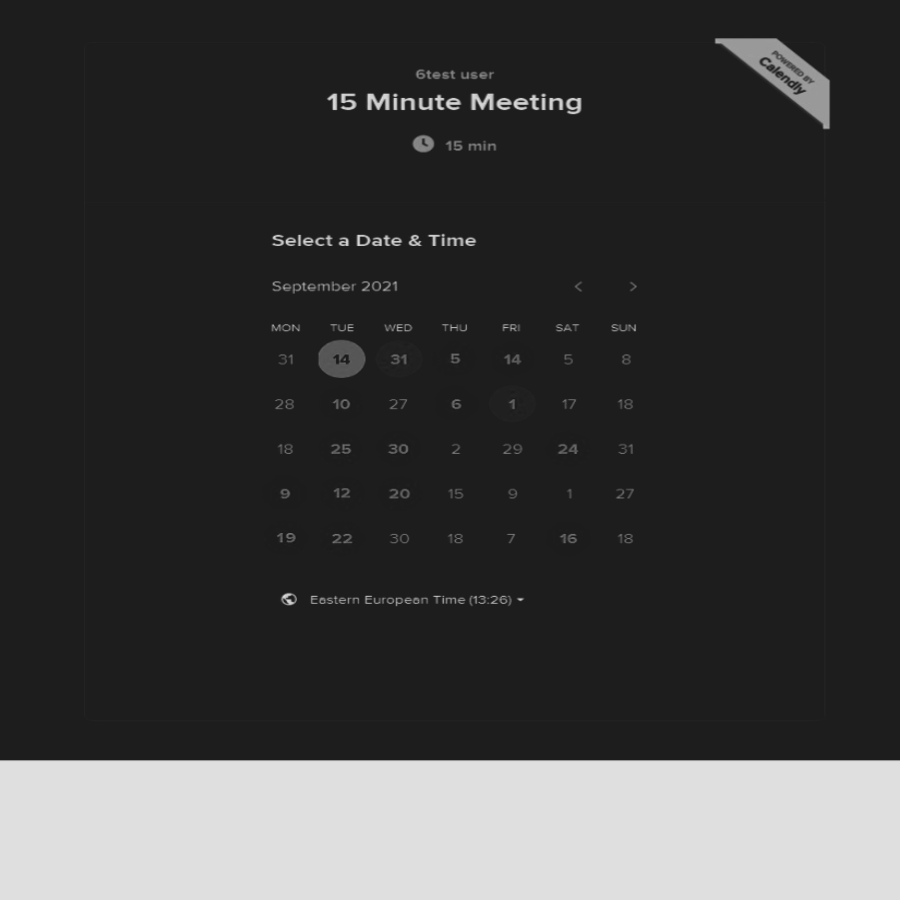 6test user
15 Minute Meeting
15 min
POWERED BY
Calendly
Select a Date & Time
September 2021
MON TUE WED THU FRI SAT SUN
31 14 31 5 14 5 8
28 10 27 6 1 17 18
18 25 30 2 29 24 31
9 12 20 15 9 1 27
19 22 30 18 7 16 18
Eastern European Time (13:26)